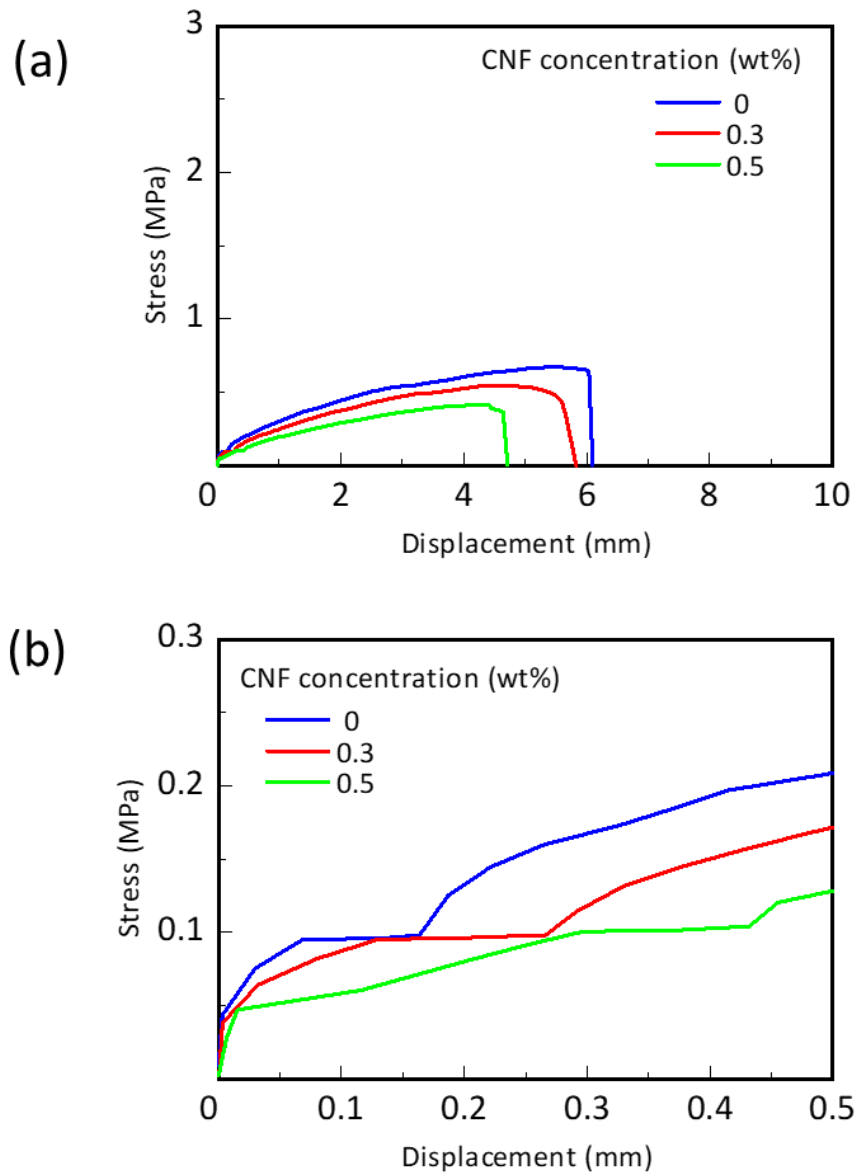 (a)
3
2
1
Stress (MPa)
CNF concentration (wt%)
0
0.3
0.5
0 2 4 6 8 10
Displacement (mm)
(b)
0.3
0.2
0.1
Stress (MPa)
CNF concentration (wt%)
0
0.3
0.5
0 0.1 0.2 0.3 0.4 0.5
Displacement (mm)